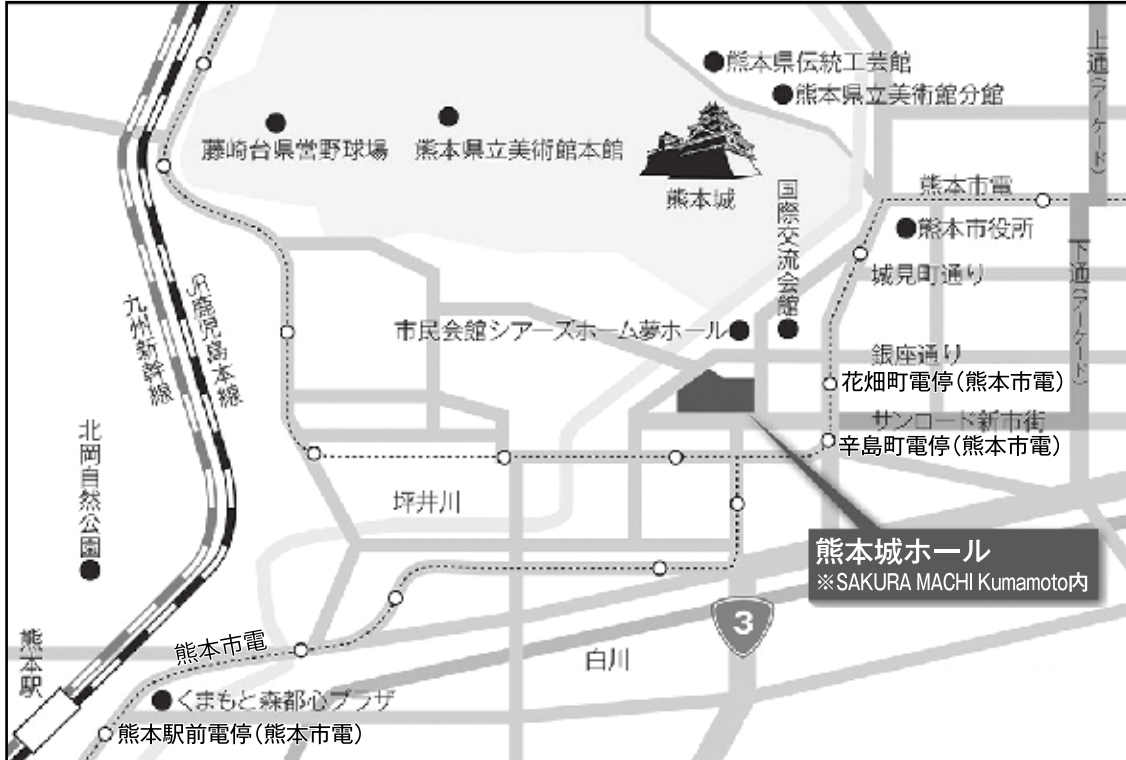 熊本県伝統工芸館
熊本県立美術館分館
上通(アーケード)
藤崎台県営野球場
熊本県立美術館本館
熊本城
国際交流会館
熊本市電
熊本市役所
城見町通り
下通(アーケード)
九州新幹線
JR鹿児島本線
市民会館シアーズホーム夢ホール
銀座通り
花畑町電停(熊本市電)
サンロード新市街
辛島町電停(熊本市電)
北岡自然公園
坪井川
熊本城ホール
※SAKURA MACHI Kumamoto内
3
熊本駅
熊本市電
白川
くまもと森都心プラザ
熊本駅前電停(熊本市電)